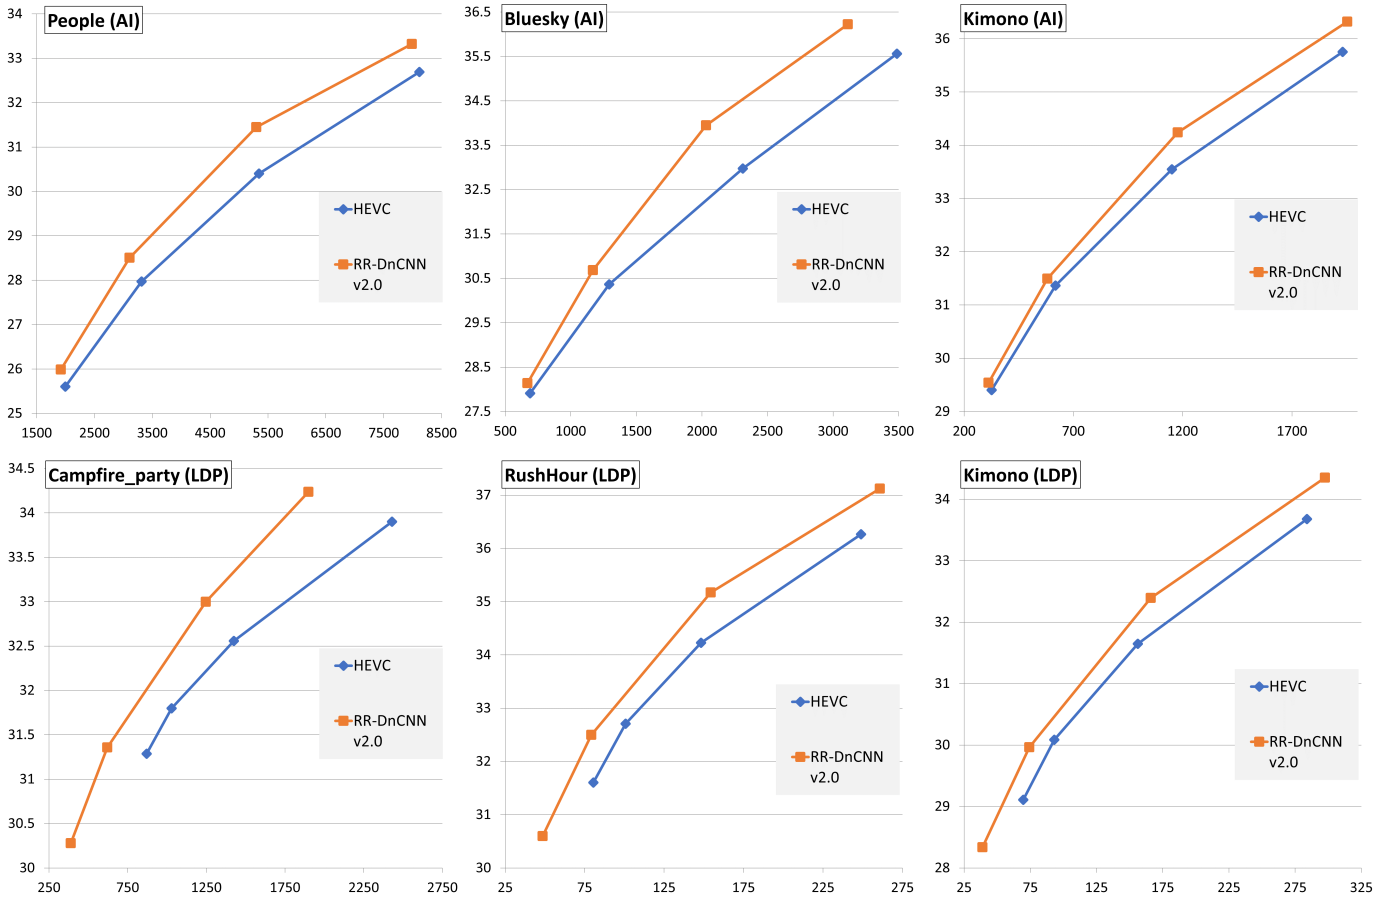 People (AI)
34
33
32
31
30
29
28
27
26
25
1500 2500 3500 4500 5500 6500 7500 8500
HEVC
RR-DnCNN
v2.0
Bluesky (AI)
36.5
35.5
34.5
33.5
32.5
31.5
30.5
29.5
28.5
27.5
500 1000 1500 2000 2500 3000 3500
HEVC
RR-DnCNN
v2.0
Kimono (AI)
36
35
34
33
32
31
30
29
200 700 1200 1700
HEVC
RR-DnCNN
v2.0
Campfire_party (LDP)
34.5
34
33.5
33
32.5
32
31.5
31
30.5
30
250 750 1250 1750 2250 2750
HEVC
RR-DnCNN
v2.0
RushHour (LDP)
37
36
35
34
33
32
31
30
25 75 125 175 225 275
HEVC
RR-DnCNN
v2.0
Kimono (LDP)
34
33
32
31
30
29
28
25 75 125 175 225 275 325
HEVC
RR-DnCNN
v2.0